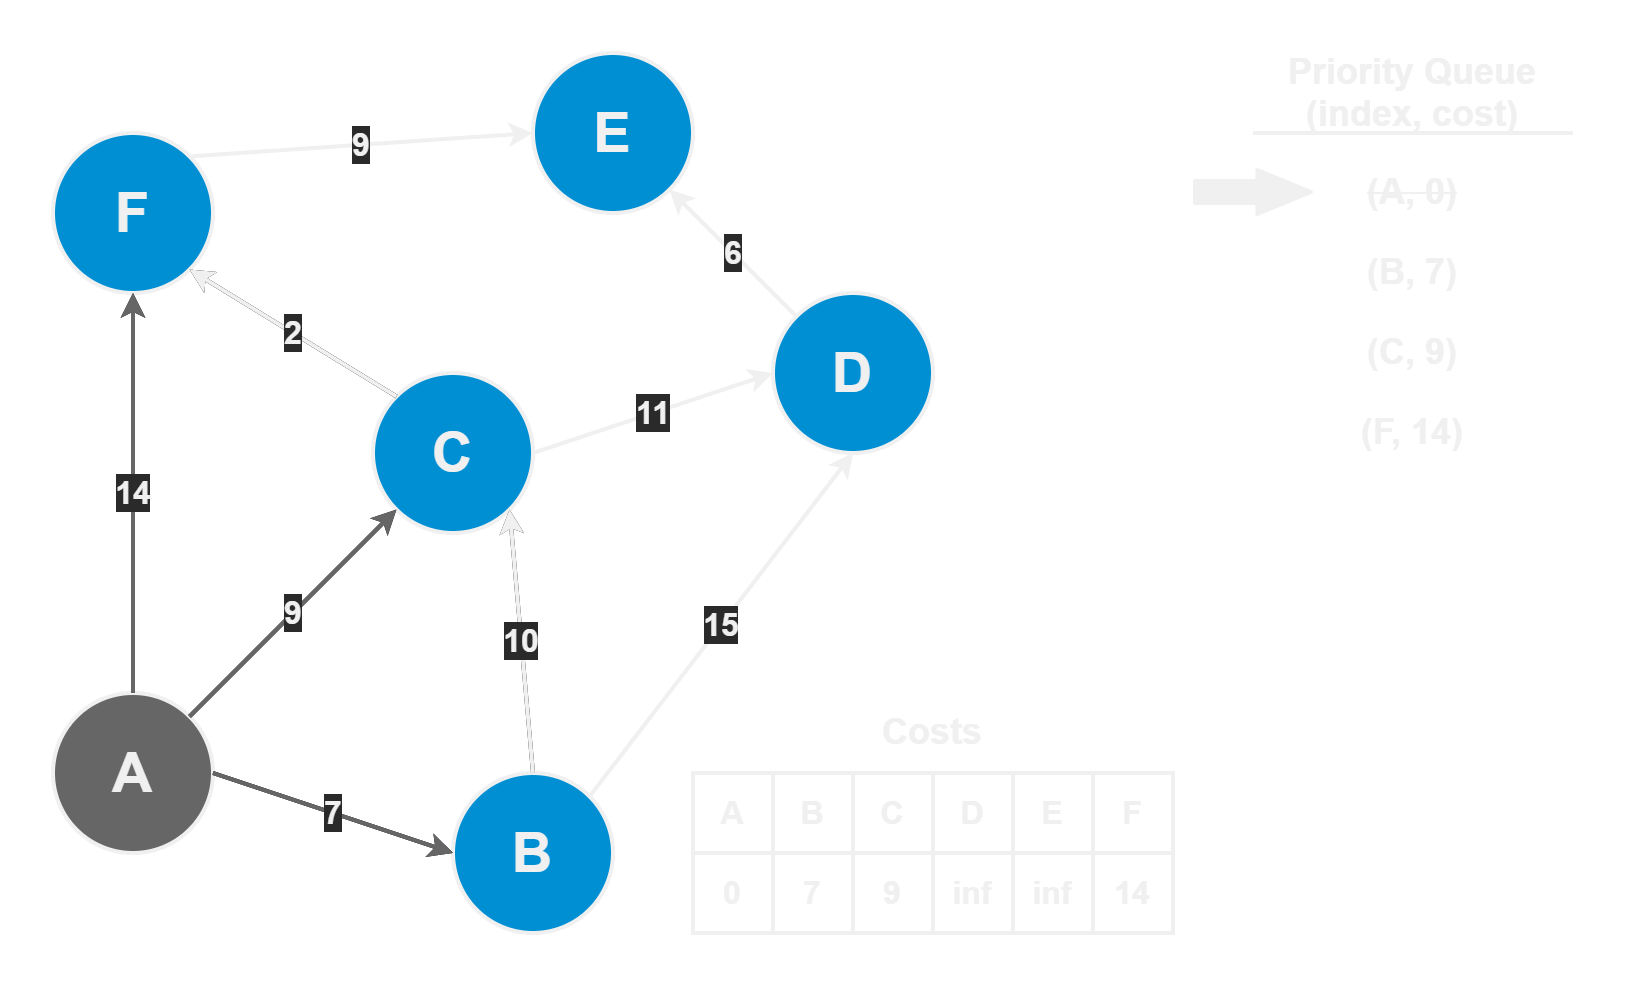 Priority Queue
(index, cost)
(A, 0)
(B, 7)
(C, 9)
(F, 14)
E
9
F
6
2
D
11
C
14
9
10
15
A
7
B
Costs
A B C D E F
0 7 9 inf inf 14